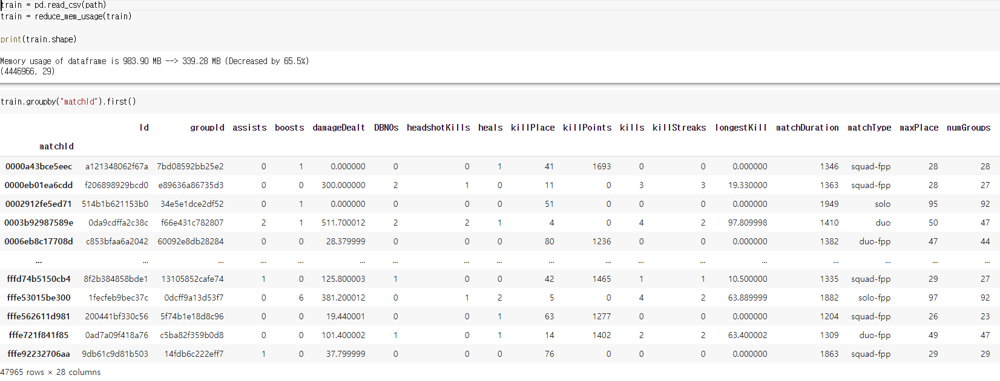 train = pd.read_csv(path)
train = reduce_mem_usage(train)
print(train.shape)
Memory usage of dataframe is 983.90 MB --> 339.28 MB (Decreased by 65.5%)
(4446966, 29)
train.groupby("matchId").first()
Id groupId assists boosts damageDealt DBNOs headshotKills heals killPlace killPoints kills killStreaks longestKill matchDuration matchType maxPlace numGroups
matchId
0000a43bce5eec a121348062f67a 7bd08592bb25e2 0 1 0.000000 0 0 1 41 1693 0 0 0.000000 1346 squad-fpp 28 28
0000eb01ea6cdd f206898929bcd0 e89636a86735d3 0 0 300.000000 2 1 0 11 0 3 3 19.330000 1363 squad-fpp 28 27
0002912fe5ed71 514b1b621153b0 34e5e1dce2df52 0 1 0.000000 0 0 0 51 0 0 0 0.000000 1949 solo 95 92
0003b92987589e 0da9cdffa2c38c f66e431c782807 2 1 511.700012 2 2 1 4 0 4 2 97.809998 1410 duo 50 47
0006eb8c17708d c853bfaa6a2042 60092e8db28284 0 0 28.379999 0 0 0 80 1236 0 0 0.000000 1382 duo-fpp 47 44
... ... ... ... ... ... ... ... ... ... ... ... ... ... ... ... ... ...
fffd74b5150cb4 8f2b384858bde1 13105852cafe74 1 0 125.800003 1 0 0 42 1465 1 1 10.500000 1335 squad-fpp 29 27
fffe53015be300 1fecfeb9bec37c 0dcff9a13d53f7 0 6 381.200012 0 1 2 5 0 4 2 63.889999 1882 solo-fpp 97 92
fffe562611d981 200441bf330c56 5f74b1e18d8c96 0 0 19.440001 0 0 1 63 1277 0 0 0.000000 1204 squad-fpp 26 23
fffe721f841f85 0ad7a09f418a76 c5ba82f359b0d8 0 0 101.400002 1 0 1 14 1402 2 2 63.400002 1309 duo-fpp 49 47
fffe92232706aa 9db61c9d81b503 14fdb6c222eff7 1 0 37.799999 0 0 0 76 0 0 0 0.000000 1863 squad-fpp 29 29
47965 rows × 28 columns